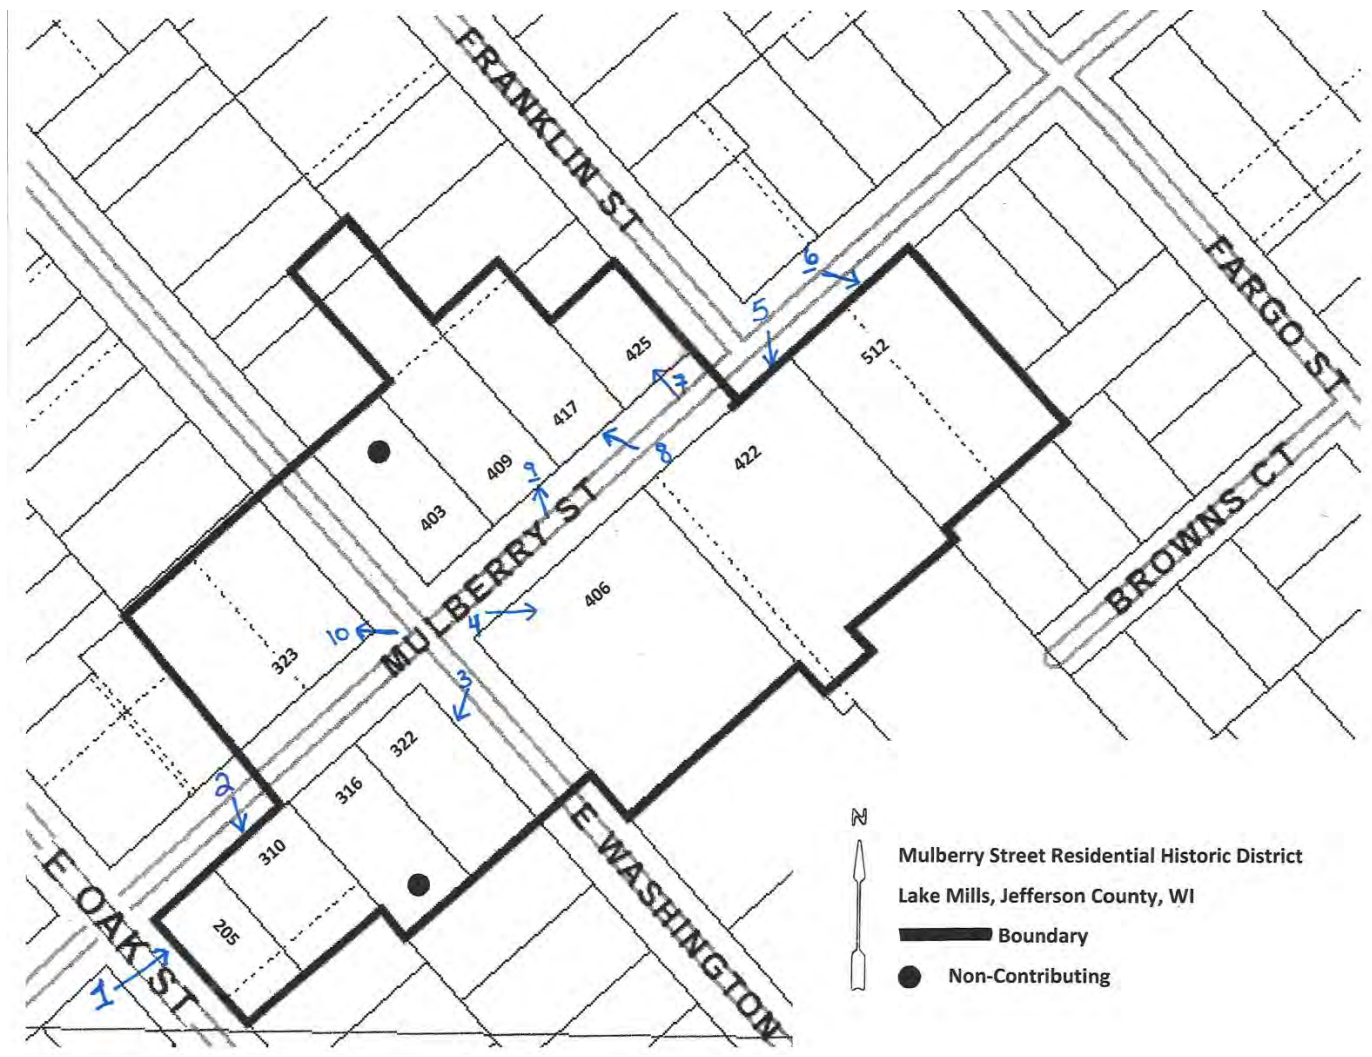 FRANKLIN ST
FARGO ST
6
5
425
7
512
417
8
422
409
9
403
MULBERRY ST
BROWNS CT
406
4
10
323
3
322
2
316
310
205
E OAK ST
1
E WASHINGTON
N
Mulberry Street Residential Historic District
Lake Mills, Jefferson County, WI
Boundary
Non-Contributing